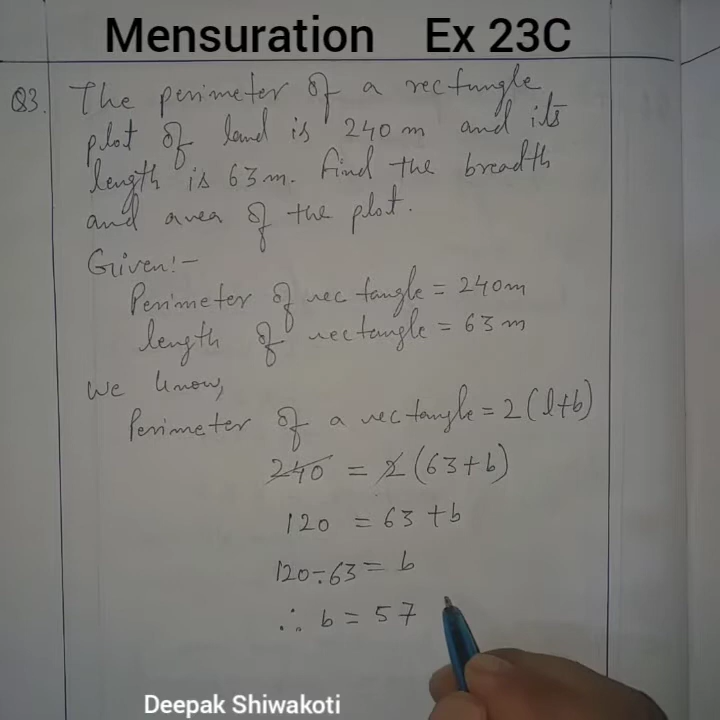 Mensuration Ex 23C
Q3. The perimeter of a rectungle
plot of land is 240 m and its
length is 63 m. Find the breadth
and area of the plot.
Given:-
Perimeter of rectangle = 240m
length of rectangle = 63 m
We know,
Perimeter of a rectangle = 2(l+b)
240 = 2(63+b)
120 = 63 + b
120-63 = b
∴ b = 57
Deepak Shiwakoti